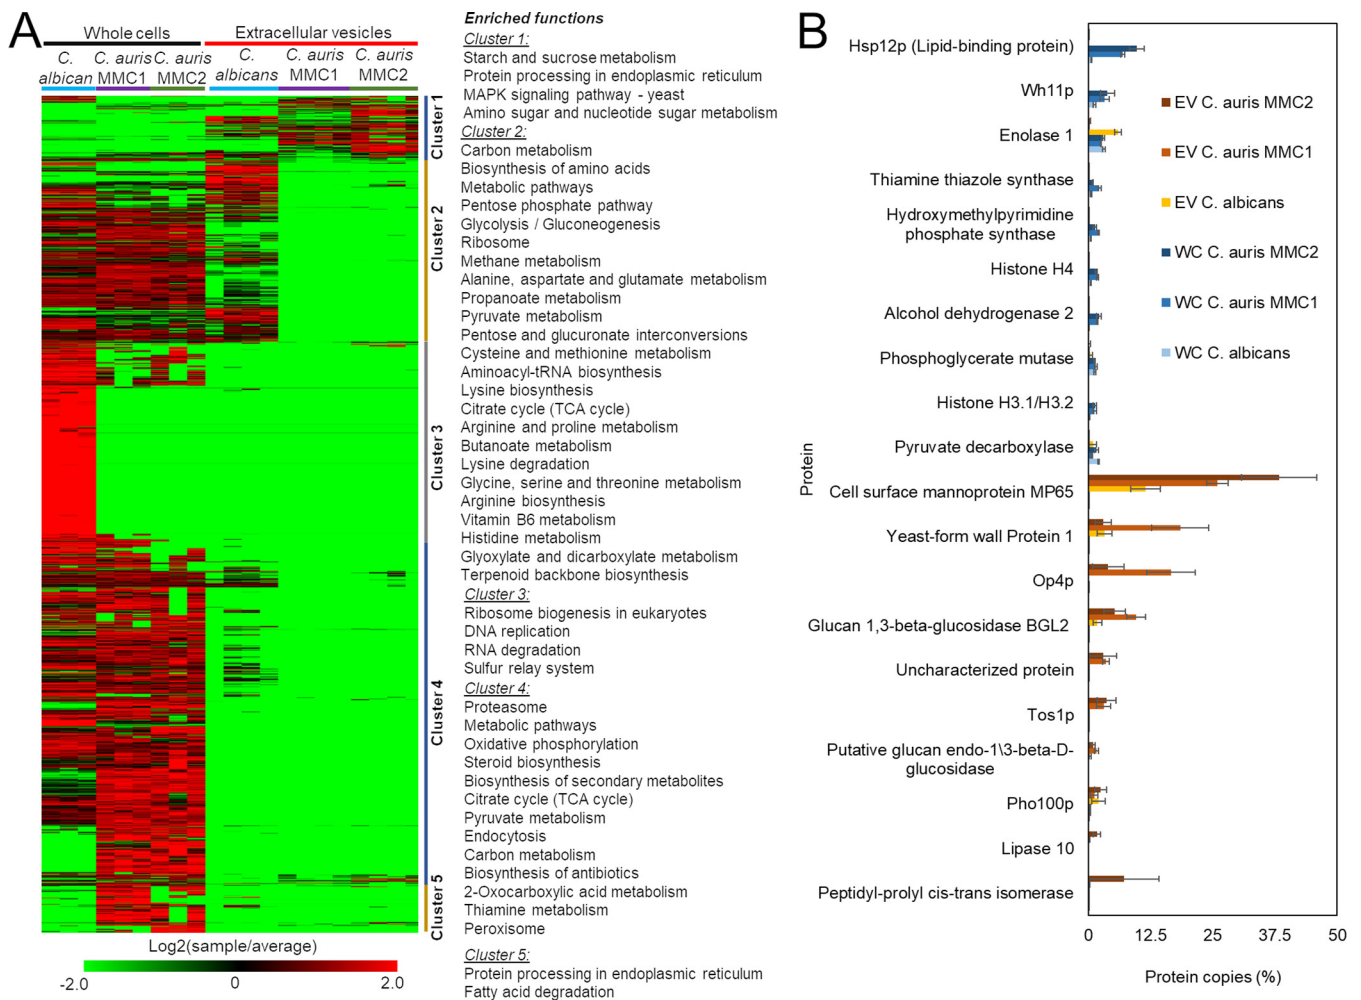 A
Whole cells
Extracellular vesicles
C. albican
C. auris MMC1
C. auris MMC2
C. albicans
C. auris MMC1
C. auris MMC2
Cluster 1
Cluster 2
Cluster 3
Cluster 4
Cluster 5
Log2(sample/average)
-2.0
0
2.0
Enriched functions
Cluster 1:
Starch and sucrose metabolism
Protein processing in endoplasmic reticulum
MAPK signaling pathway - yeast
Amino sugar and nucleotide sugar metabolism
Cluster 2:
Carbon metabolism
Biosynthesis of amino acids
Metabolic pathways
Pentose phosphate pathway
Glycolysis / Gluconeogenesis
Ribosome
Methane metabolism
Alanine, aspartate and glutamate metabolism
Propanoate metabolism
Pyruvate metabolism
Pentose and glucuronate interconversions
Cysteine and methionine metabolism
Aminoacyl-tRNA biosynthesis
Lysine biosynthesis
Citrate cycle (TCA cycle)
Arginine and proline metabolism
Butanoate metabolism
Lysine degradation
Glycine, serine and threonine metabolism
Arginine biosynthesis
Vitamin B6 metabolism
Histidine metabolism
Glyoxylate and dicarboxylate metabolism
Terpenoid backbone biosynthesis
Cluster 3:
Ribosome biogenesis in eukaryotes
DNA replication
RNA degradation
Sulfur relay system
Cluster 4:
Proteasome
Metabolic pathways
Oxidative phosphorylation
Steroid biosynthesis
Biosynthesis of secondary metabolites
Citrate cycle (TCA cycle)
Pyruvate metabolism
Endocytosis
Carbon metabolism
Biosynthesis of antibiotics
2-Oxocarboxylic acid metabolism
Thiamine metabolism
Peroxisome
Cluster 5:
Protein processing in endoplasmic reticulum
Fatty acid degradation
B
Protein
Hsp12p (Lipid-binding protein)
Wh11p
Enolase 1
Thiamine thiazole synthase
Hydroxymethylpyrimidine
phosphate synthase
Histone H4
Alcohol dehydrogenase 2
Phosphoglycerate mutase
Histone H3.1/H3.2
Pyruvate decarboxylase
Cell surface mannoprotein MP65
Yeast-form wall Protein 1
Op4p
Glucan 1,3-beta-glucosidase BGL2
Uncharacterized protein
Tos1p
Putative glucan endo-1\3-beta-D-
glucosidase
Pho100p
Lipase 10
Peptidyl-prolyl cis-trans isomerase
EV C. auris MMC2
EV C. auris MMC1
EV C. albicans
WC C. auris MMC2
WC C. auris MMC1
WC C. albicans
0
12.5
25
37.5
50
Protein copies (%)